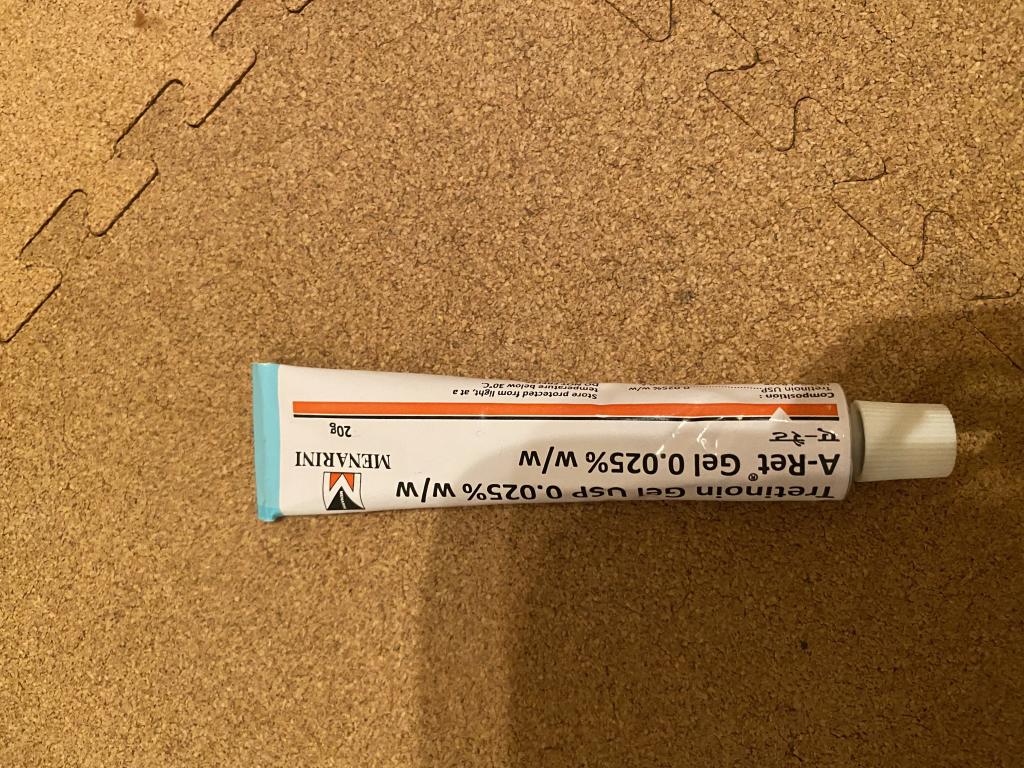 Tretinoin Gel USP 0.025% w/w
A-Ret® Gel 0.025% w/w
ए-रेट
MENARINI
20g
Composition :
Tretinoin USP .................. 0.025% w/w
Store protected from light, at a
temperature below 30°C.